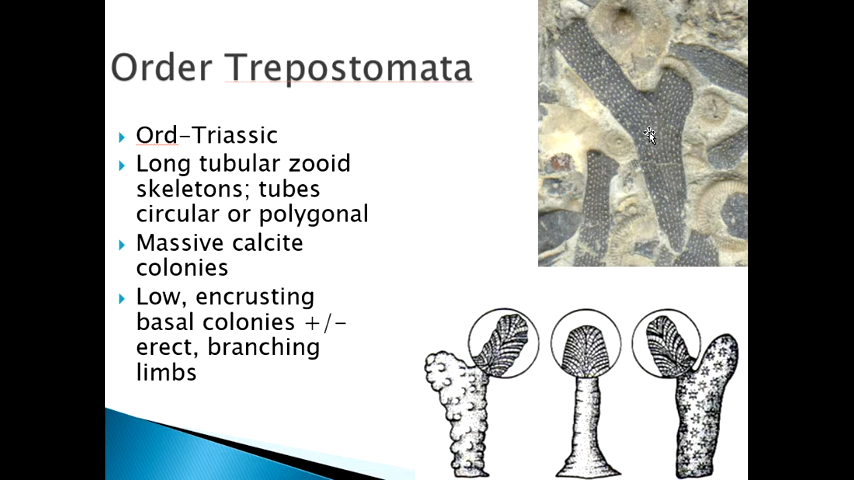 Order Trepostomata
Ord-Triassic
Long tubular zooid
skeletons; tubes
circular or polygonal
Massive calcite
colonies
Low, encrusting
basal colonies +/-
erect, branching
limbs